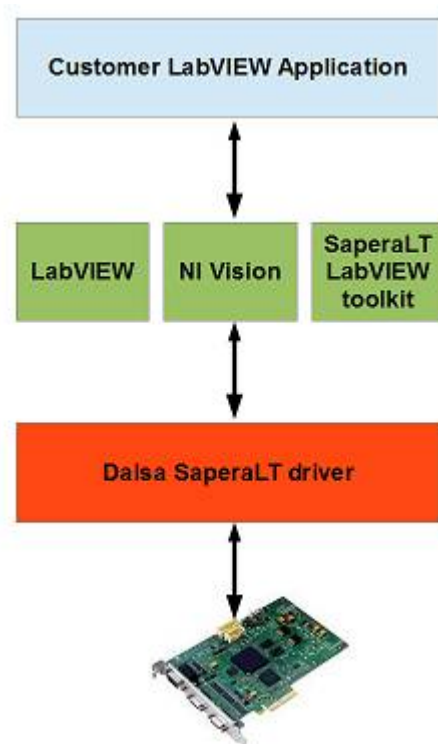 Customer LabVIEW Application
LabVIEW
NI Vision
SaperaLT
LabVIEW
toolkit
Dalsa SaperaLT driver